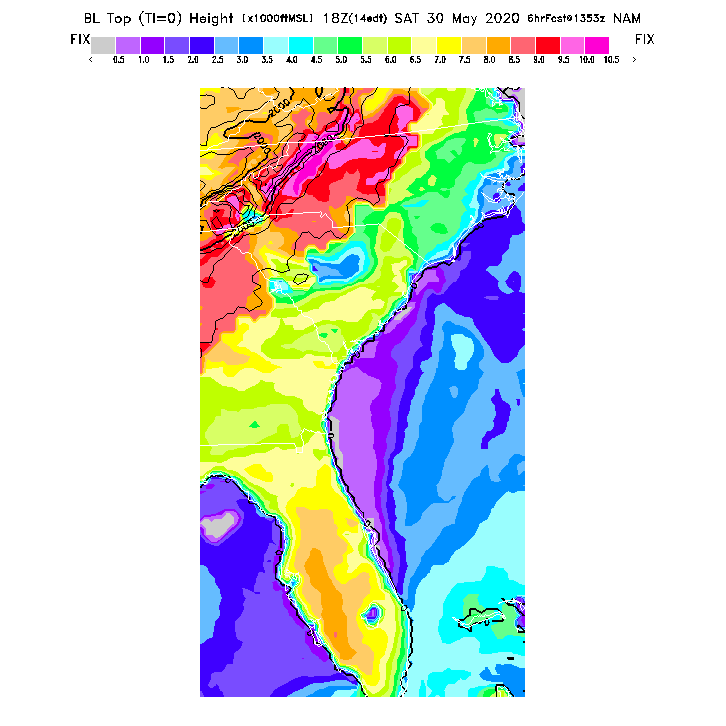 BL Top (TI=0) Height [x1000ftMSL] 18Z(14edt) SAT 30 May 2020 6hrFcst@1353z NAM
FIX FIX
< 0.5 1.0 1.5 2.0 2.5 3.0 3.5 4.0 4.5 5.0 5.5 6.0 6.5 7.0 7.5 8.0 8.5 9.0 9.5 10.0 10.5 >
2000